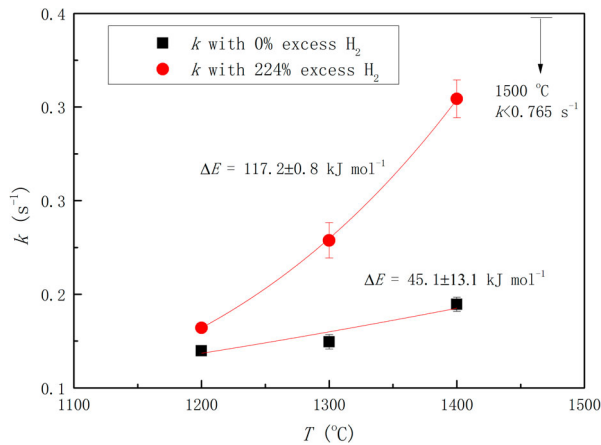 0.4
0.3
0.3
0.2
0.1
k (s⁻¹)
k with 0% excess H₂
k with 224% excess H₂
1500 °C
k<0.765 s⁻¹
ΔE = 117.2±0.8 kJ mol⁻¹
ΔE = 45.1±13.1 kJ mol⁻¹
1100 1200 1300 1400 1500
T (°C)